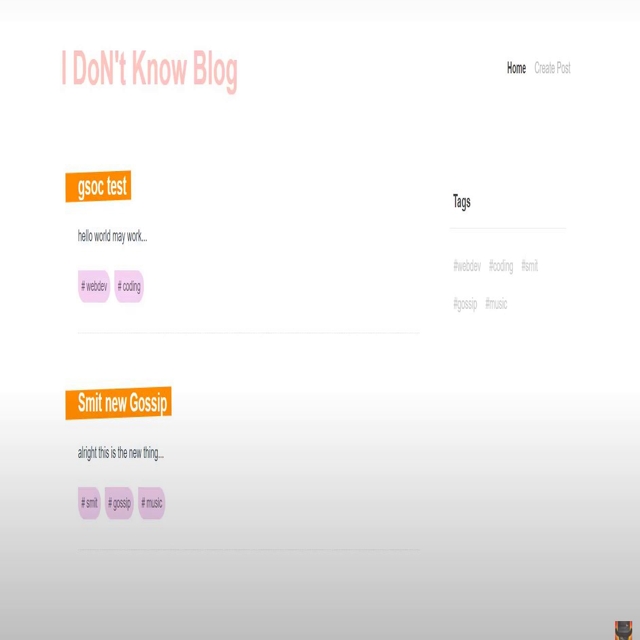 I DoN't Know Blog
Home Create Post
gsoc test
hello world may work...
# webdev # coding
Tags
#webdev #coding #smit
#gossip #music
Smit new Gossip
alright this is the new thing...
# smit # gossip # music